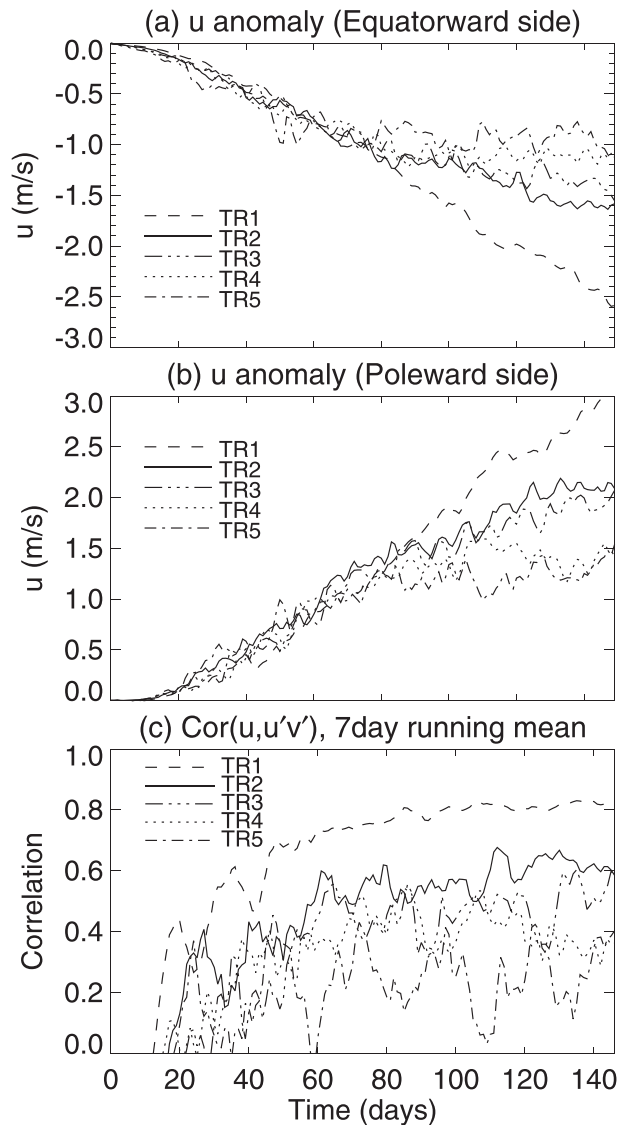 (a) u anomaly (Equatorward side)
0.0
-0.5
-1.0
-1.5
-2.0
-2.5
-3.0
u (m/s)
TR1
TR2
TR3
TR4
TR5
(b) u anomaly (Poleward side)
3.0
2.5
2.0
1.5
1.0
0.5
0.0
u (m/s)
TR1
TR2
TR3
TR4
TR5
(c) Cor(u,u′v′), 7day running mean
1.0
0.8
0.6
0.4
0.2
0.0
Correlation
TR1
TR2
TR3
TR4
TR5
0 20 40 60 80 100 120 140
Time (days)